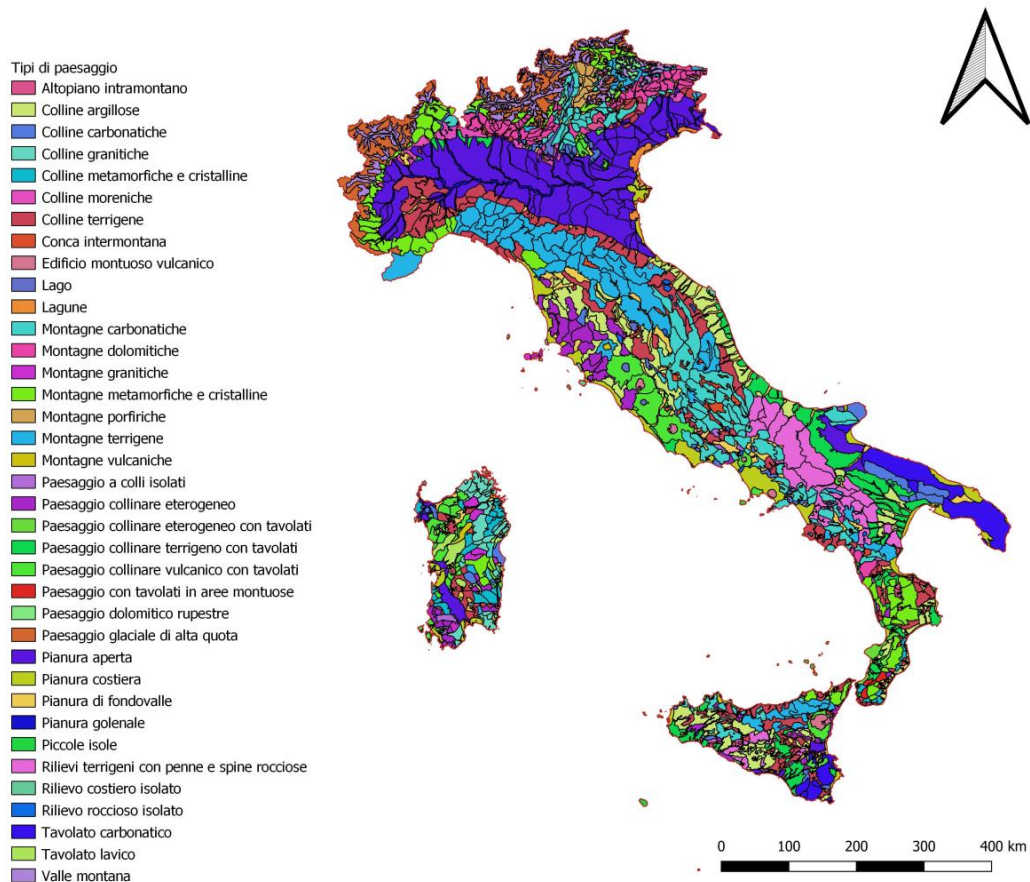 Tipi di paesaggio
Altopiano intramontano
Colline argillose
Colline carbonatiche
Colline granitiche
Colline metamorfiche e cristalline
Colline moreniche
Colline terrigene
Conca intermontana
Edificio montuoso vulcanico
Lago
Lagune
Montagne carbonatiche
Montagne dolomitiche
Montagne granitiche
Montagne metamorfiche e cristalline
Montagne porfiriche
Montagne terrigene
Montagne vulcaniche
Paesaggio a colli isolati
Paesaggio collinare eterogeneo
Paesaggio collinare eterogeneo con tavolati
Paesaggio collinare terrigeno con tavolati
Paesaggio collinare vulcanico con tavolati
Paesaggio con tavolati in aree montuose
Paesaggio dolomitico rupestre
Paesaggio glaciale di alta quota
Pianura aperta
Pianura costiera
Pianura di fondovalle
Pianura golenale
Piccole isole
Rilievi terrigeni con penne e spine rocciose
Rilievo costiero isolato
Rilievo roccioso isolato
Tavolato carbonatico
Tavolato lavico
Valle montana
0 100 200 300 400 km